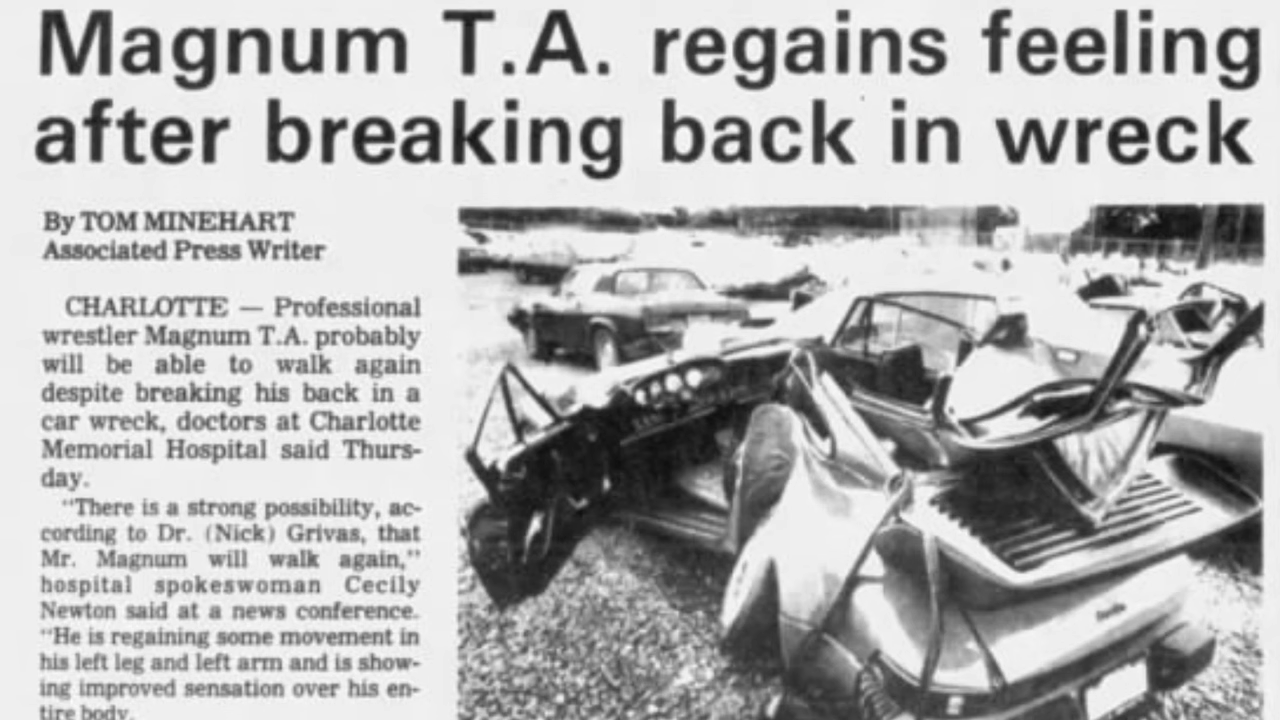 Magnum T.A. regains feeling
after breaking back in wreck
By TOM MINEHART
Associated Press Writer
CHARLOTTE — Professional
wrestler Magnum T.A. probably
will be able to walk again
despite breaking his back in a
car wreck, doctors at Charlotte
Memorial Hospital said Thurs-
day.
"There is a strong possibility, ac-
cording to Dr. (Nick) Grivas, that
Mr. Magnum will walk again,"
hospital spokeswoman Cecily
Newton said at a news conference.
"He is regaining some movement in
his left leg and left arm and is show-
ing improved sensation over his en-
tire body.